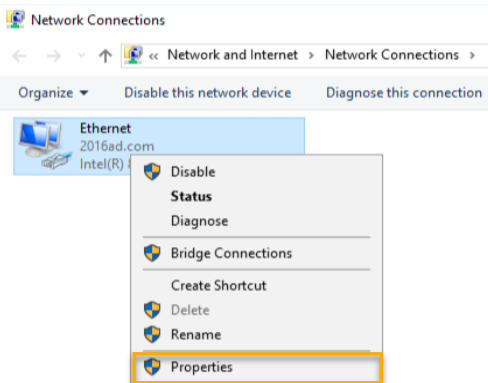 Network Connections
« Network and Internet > Network Connections >
Organize Disable this network device Diagnose this connection
Ethernet
2016ad.com
Intel(R)
Disable
Status
Diagnose
Bridge Connections
Create Shortcut
Delete
Rename
Properties